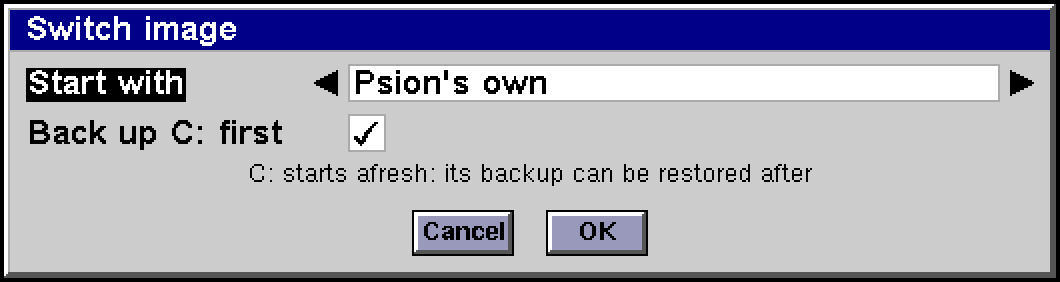 Switch image
Start with Psion's own
Back up C: first
C: starts afresh: its backup can be restored after
Cancel OK